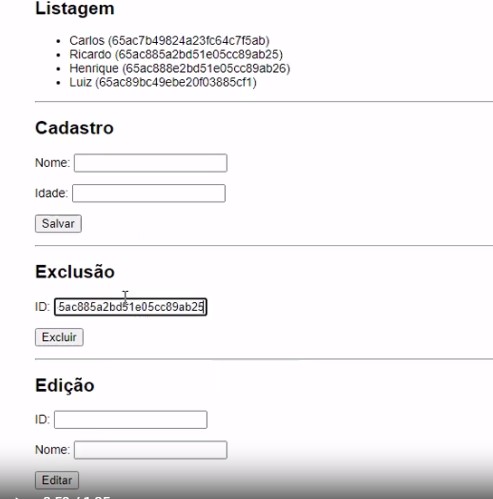 Listagem
Carlos (65ac7b49824a23fc64c7f5ab)
Ricardo (65ac885a2bd51e05cc89ab25)
Henrique (65ac888e2bd51e05cc89ab26)
Luiz (65ac89bc49ebe20f03885cf1)
Cadastro
Nome:
Idade:
Salvar
Exclusão
ID: 5ac885a2bd51e05cc89ab25
Excluir
Edição
ID:
Nome:
Editar